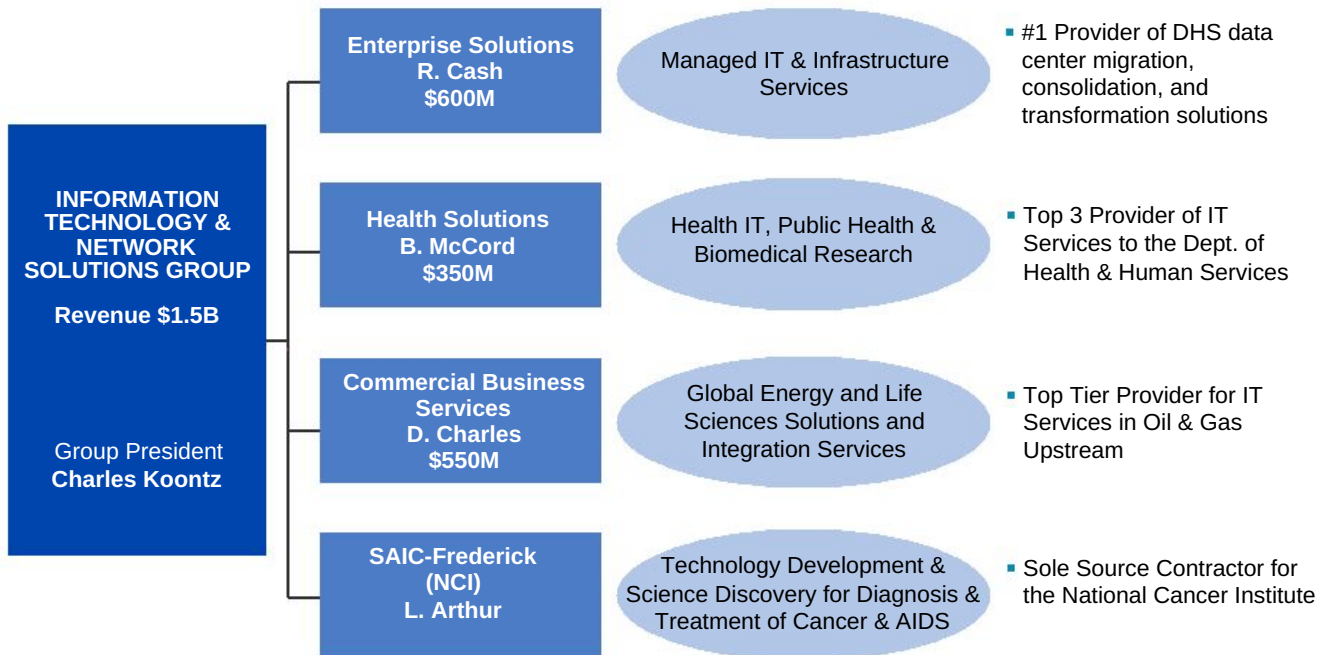 INFORMATION
TECHNOLOGY &
NETWORK
SOLUTIONS GROUP
Revenue $1.5B
Group President
Charles Koontz
Enterprise Solutions
R. Cash
$600M
Managed IT & Infrastructure
Services
▪ #1 Provider of DHS data
center migration,
consolidation, and
transformation solutions
Health Solutions
B. McCord
$350M
Health IT, Public Health &
Biomedical Research
▪ Top 3 Provider of IT
Services to the Dept. of
Health & Human Services
Commercial Business
Services
D. Charles
$550M
Global Energy and Life
Sciences Solutions and
Integration Services
▪ Top Tier Provider for IT
Services in Oil & Gas
Upstream
SAIC-Frederick
(NCI)
L. Arthur
Technology Development &
Science Discovery for Diagnosis &
Treatment of Cancer & AIDS
▪ Sole Source Contractor for
the National Cancer Institute